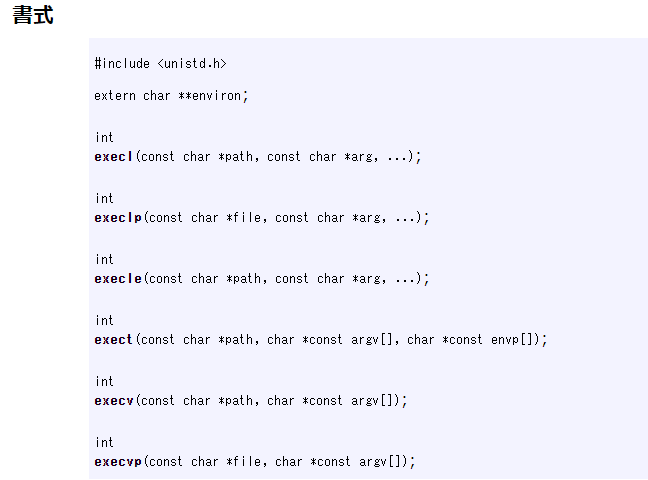 書式
#include <unistd.h>
extern char **environ;
int
execl(const char *path, const char *arg, ...);
int
execlp(const char *file, const char *arg, ...);
int
execle(const char *path, const char *arg, ...);
int
exect(const char *path, char *const argv[], char *const envp[]);
int
execv(const char *path, char *const argv[]);
int
execvp(const char *file, char *const argv[]);